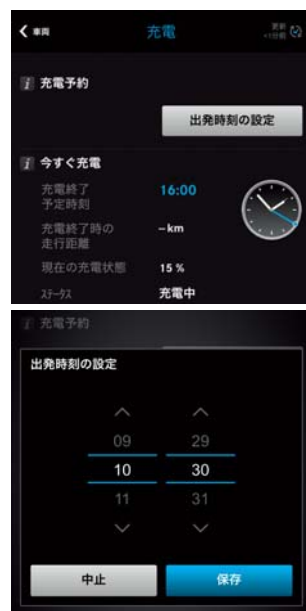 車両
充電
更新
<1分前
i 充電予約
出発時刻の設定
i 今すぐ充電
充電終了
予定時刻
16:00
充電終了時の
走行距離
--km
現在の充電状態
15 %
ステータス
充電中
i 充電予約
出発時刻の設定
09 29
10 30
11 31
中止
保存